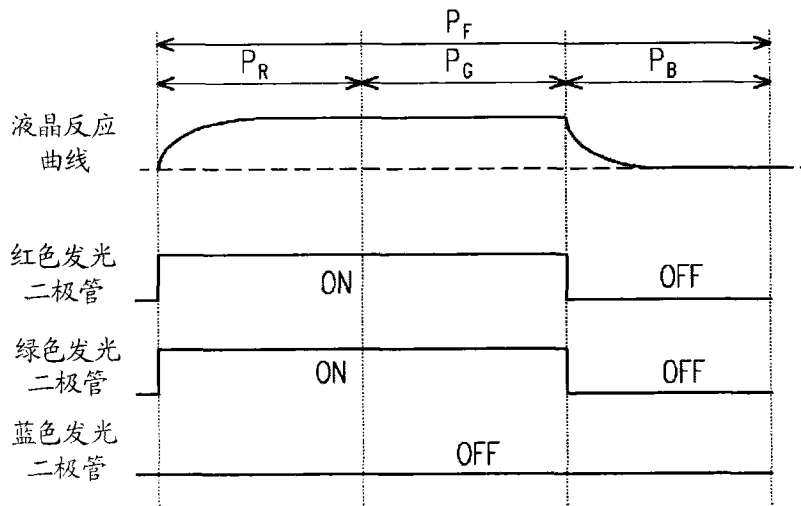 P_F
P_R P_G P_B
液晶反应
曲线
红色发光
二极管
ON OFF
绿色发光
二极管
ON OFF
蓝色发光
二极管
OFF